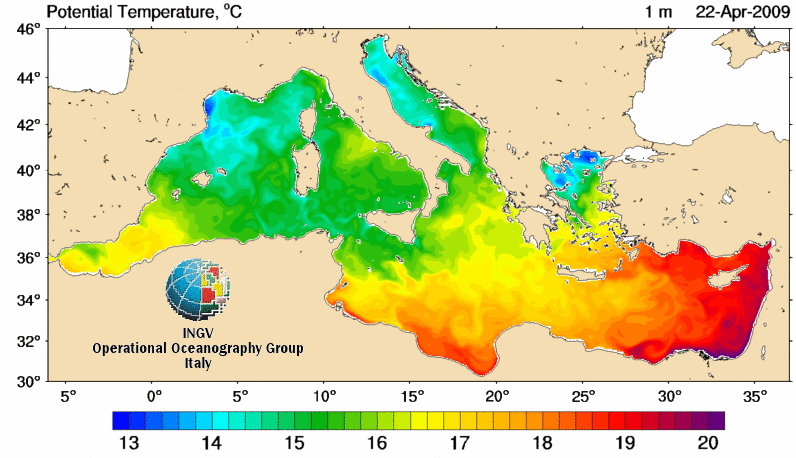 Potential Temperature, °C 1 m 22-Apr-2009
46°
44°
42°
40°
38°
36°
34°
32°
30°
INGV
Operational Oceanography Group
Italy
5° 0° 5° 10° 15° 20° 25° 30° 35°
13 14 15 16 17 18 19 20